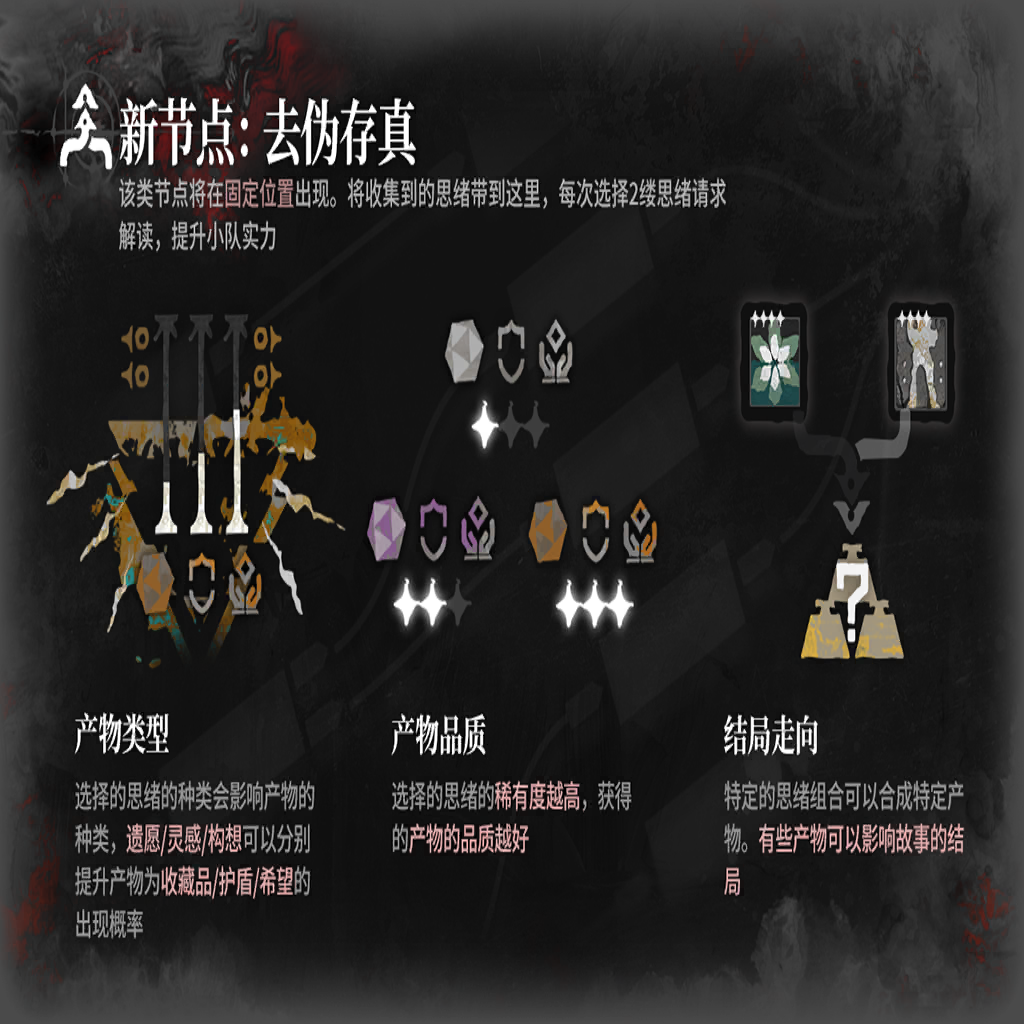 新节点：去伪存真
该类节点将在固定位置出现。将收集到的思绪带到这里，每次选择2缕思绪请求
解读，提升小队实力
?
产物类型
选择的思绪的种类会影响产物的
种类，遗愿/灵感/构想可以分别
提升产物为收藏品/护盾/希望的
出现概率
产物品质
选择的思绪的稀有度越高，获得
的产物的品质越好
结局走向
特定的思绪组合可以合成特定产
物。有些产物可以影响故事的结
局